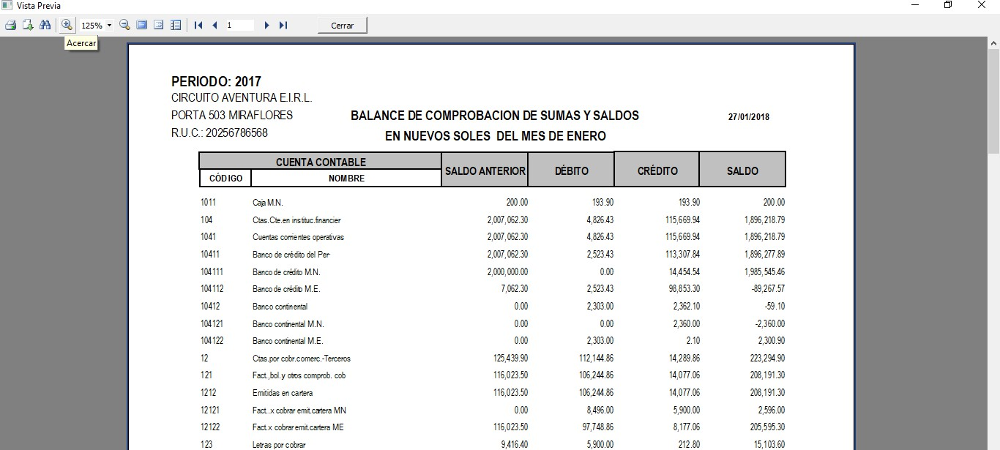 Vista Previa
125% 1 Cerrar
Acercar
PERIODO: 2017
CIRCUITO AVENTURA E.I.R.L.
PORTA 503 MIRAFLORES
R.U.C.: 20256786568
BALANCE DE COMPROBACION DE SUMAS Y SALDOS
EN NUEVOS SOLES DEL MES DE ENERO
27/01/2018
CUENTA CONTABLE SALDO ANTERIOR DÉBITO CRÉDITO SALDO
CÓDIGO NOMBRE
1011 Caja M.N. 200.00 193.90 193.90 200.00
104 Ctas.Cte.en instituc.financier 2,007,062.30 4,826.43 115,669.94 1,896,218.79
1041 Cuentas corrientes operativas 2,007,062.30 4,826.43 115,669.94 1,896,218.79
10411 Banco de crédito del Per· 2,007,062.30 2,523.43 113,307.84 1,896,277.89
104111 Banco de crédito M.N. 2,000,000.00 0.00 14,454.54 1,985,545.46
104112 Banco de crédito M.E. 7,062.30 2,523.43 98,853.30 -89,267.57
10412 Banco continental 0.00 2,303.00 2,362.10 -59.10
104121 Banco continental M.N. 0.00 0.00 2,360.00 -2,360.00
104122 Banco continental M.E. 0.00 2,303.00 2.10 2,300.90
12 Ctas.por cobr.comerc.-Terceros 125,439.90 112,144.86 14,289.86 223,294.90
121 Fact.,bol.y otros comprob. cob 116,023.50 106,244.86 14,077.06 208,191.30
1212 Emitidas en cartera 116,023.50 106,244.86 14,077.06 208,191.30
12121 Fact..x cobrar emit.cartera MN 0.00 8,496.00 5,900.00 2,596.00
12122 Fact.x cobrar emit.cartera ME 116,023.50 97,748.86 8,177.06 205,595.30
123 Letras por cobrar 9,416.40 5,900.00 212.80 15,103.60